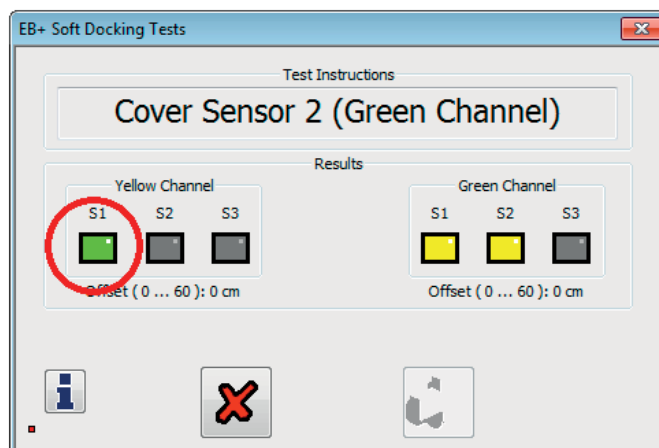 EB+ Soft Docking Tests
Test Instructions
Cover Sensor 2 (Green Channel)
Results
Yellow Channel
S1 S2 S3
Offset ( 0 ... 60 ): 0 cm
Green Channel
S1 S2 S3
Offset ( 0 ... 60 ): 0 cm